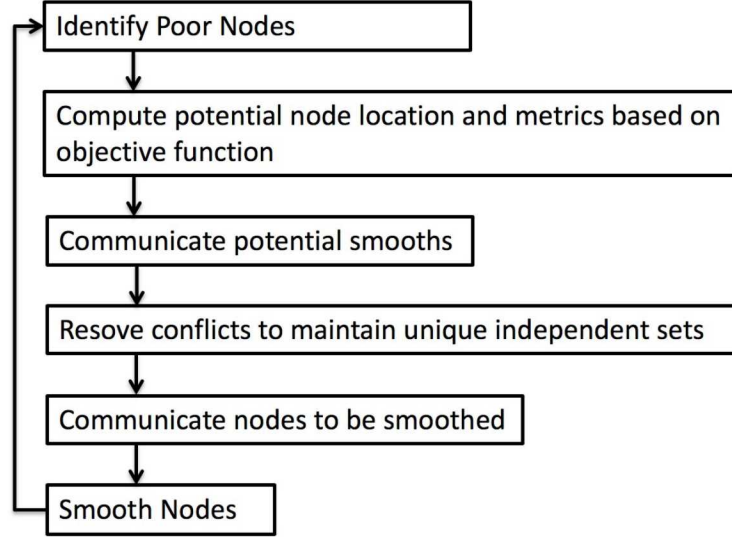 Identify Poor Nodes
Compute potential node location and metrics based on
objective function
Communicate potential smooths
Resove conflicts to maintain unique independent sets
Communicate nodes to be smoothed
Smooth Nodes